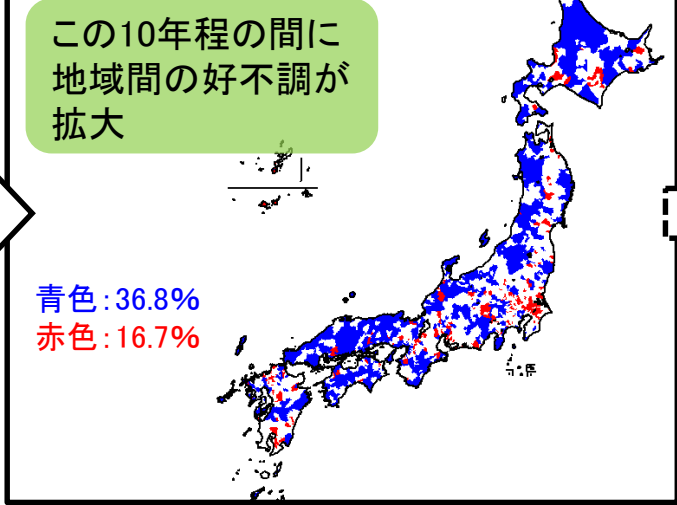 この10年程の間に
地域間の好不調が
拡大
青色：36.8%
赤色：16.7%